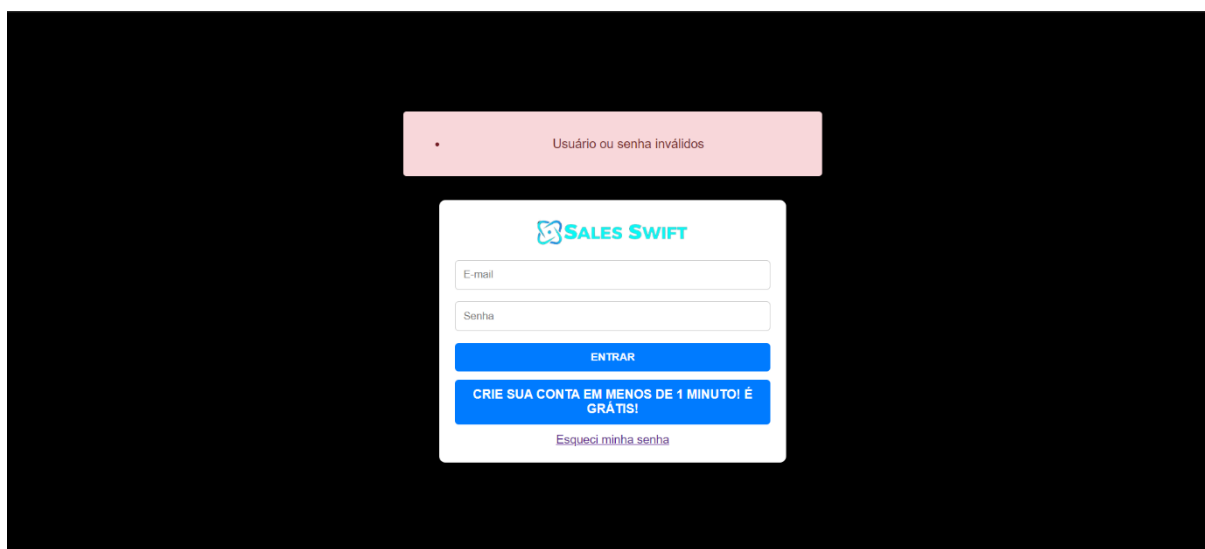 Usuário ou senha inválidos
SALES SWIFT
E-mail
Senha
ENTRAR
CRIE SUA CONTA EM MENOS DE 1 MINUTO! É
GRÁTIS!
Esqueci minha senha